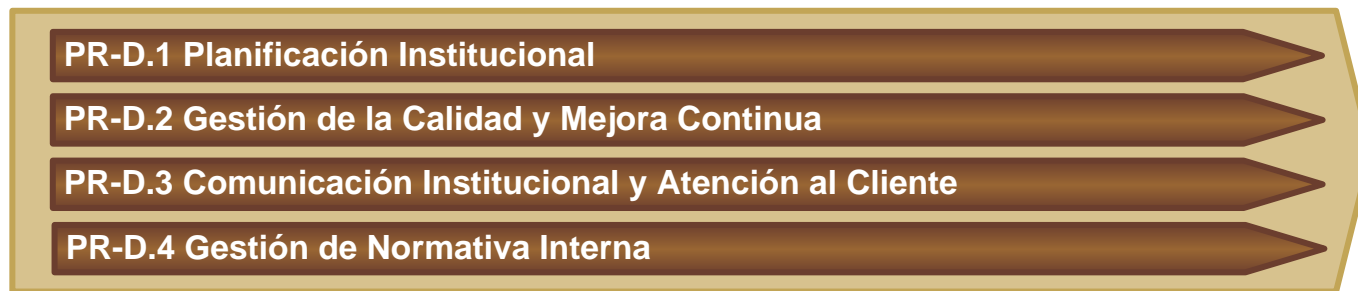 PR-D.1 Planificación Institucional
PR-D.2 Gestión de la Calidad y Mejora Continua
PR-D.3 Comunicación Institucional y Atención al Cliente
PR-D.4 Gestión de Normativa Interna